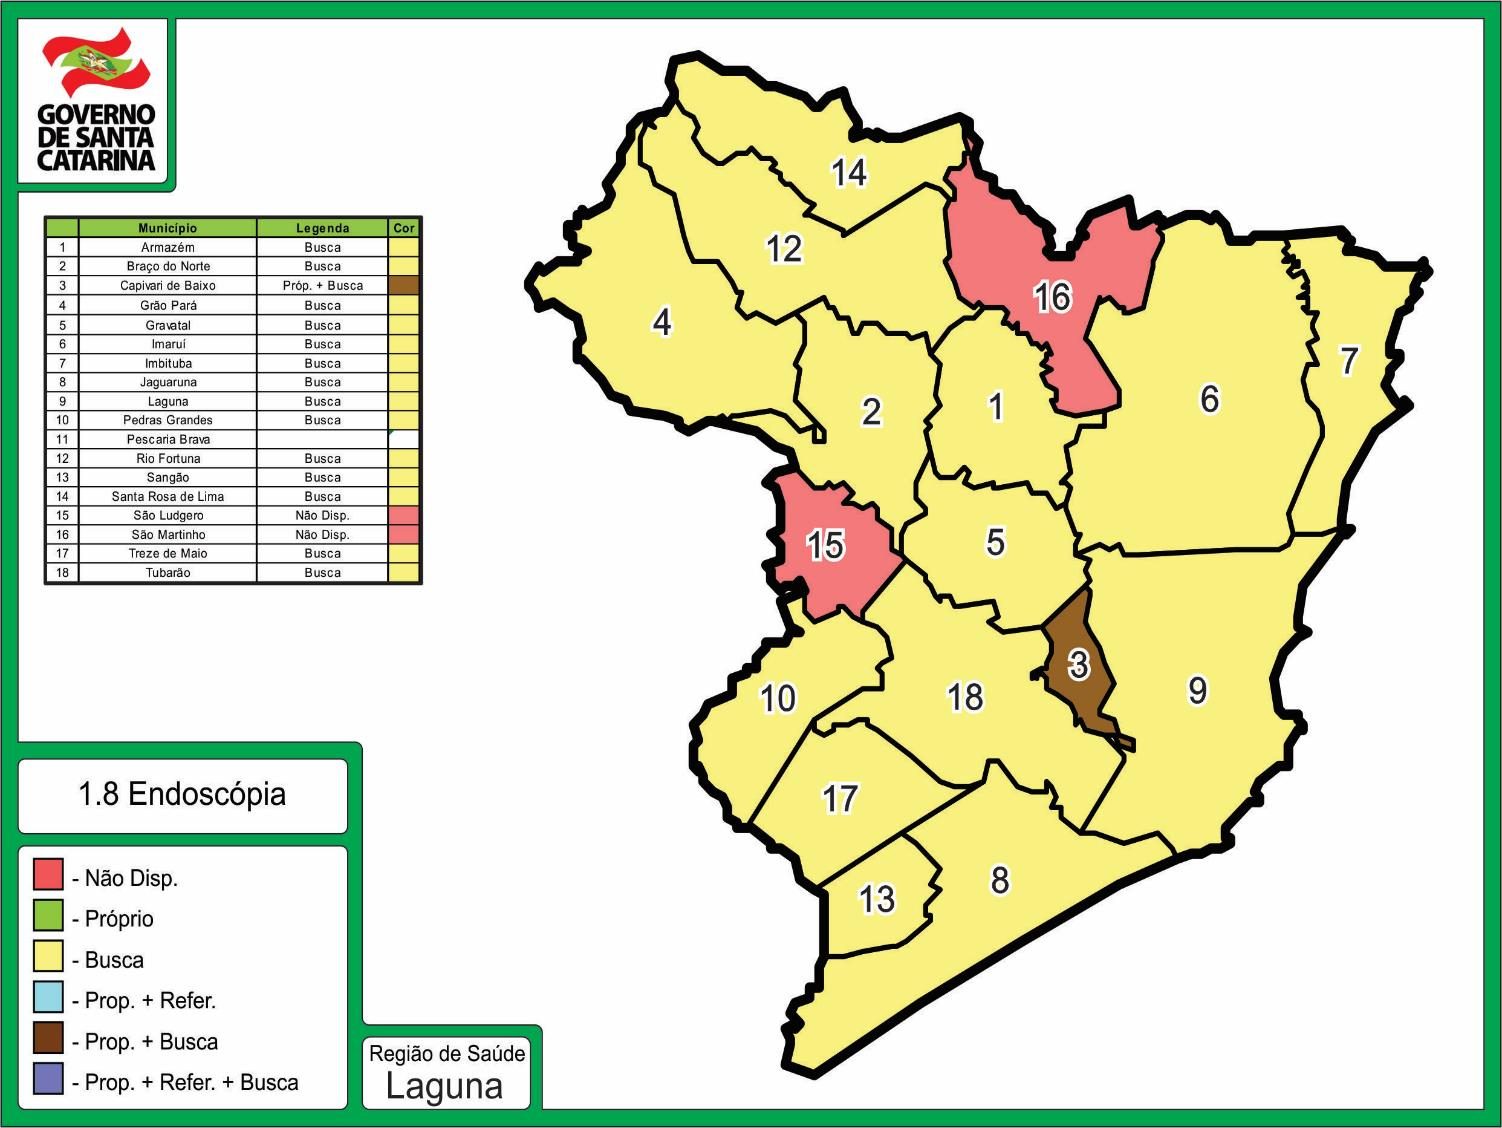 GOVERNO
DE SANTA
CATARINA
Município Legenda Cor
1 Armazém Busca
2 Braço do Norte Busca
3 Capivari de Baixo Próp. + Busca
4 Grão Pará Busca
5 Gravatal Busca
6 Imaruí Busca
7 Imbituba Busca
8 Jaguaruna Busca
9 Laguna Busca
10 Pedras Grandes Busca
11 Pescaria Brava
12 Rio Fortuna Busca
13 Sangão Busca
14 Santa Rosa de Lima Busca
15 São Ludgero Não Disp.
16 São Martinho Não Disp.
17 Treze de Maio Busca
18 Tubarão Busca
14
12
16
4
7
6
2
1
15
5
3
10
18
9
17
13
8
1.8 Endoscópia
- Não Disp.
- Próprio
- Busca
- Prop. + Refer.
- Prop. + Busca
- Prop. + Refer. + Busca
Região de Saúde
Laguna